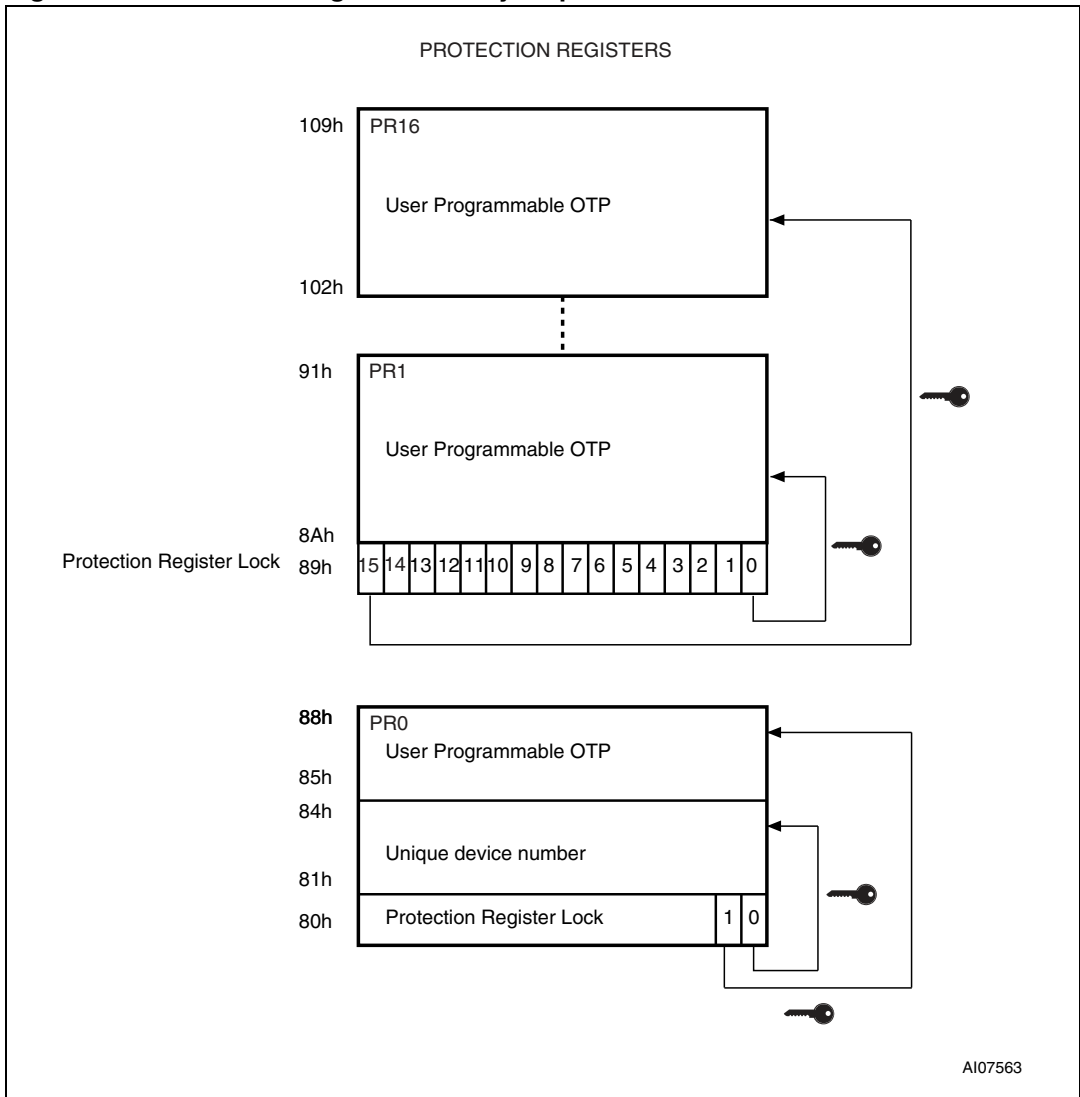 PROTECTION REGISTERS
109h
PR16
User Programmable OTP
102h
91h
PR1
User Programmable OTP
8Ah
Protection Register Lock 89h 15 14 13 12 11 10 9 8 7 6 5 4 3 2 1 0
88h
PR0
User Programmable OTP
85h
84h
Unique device number
81h
80h Protection Register Lock 1 0
AI07563